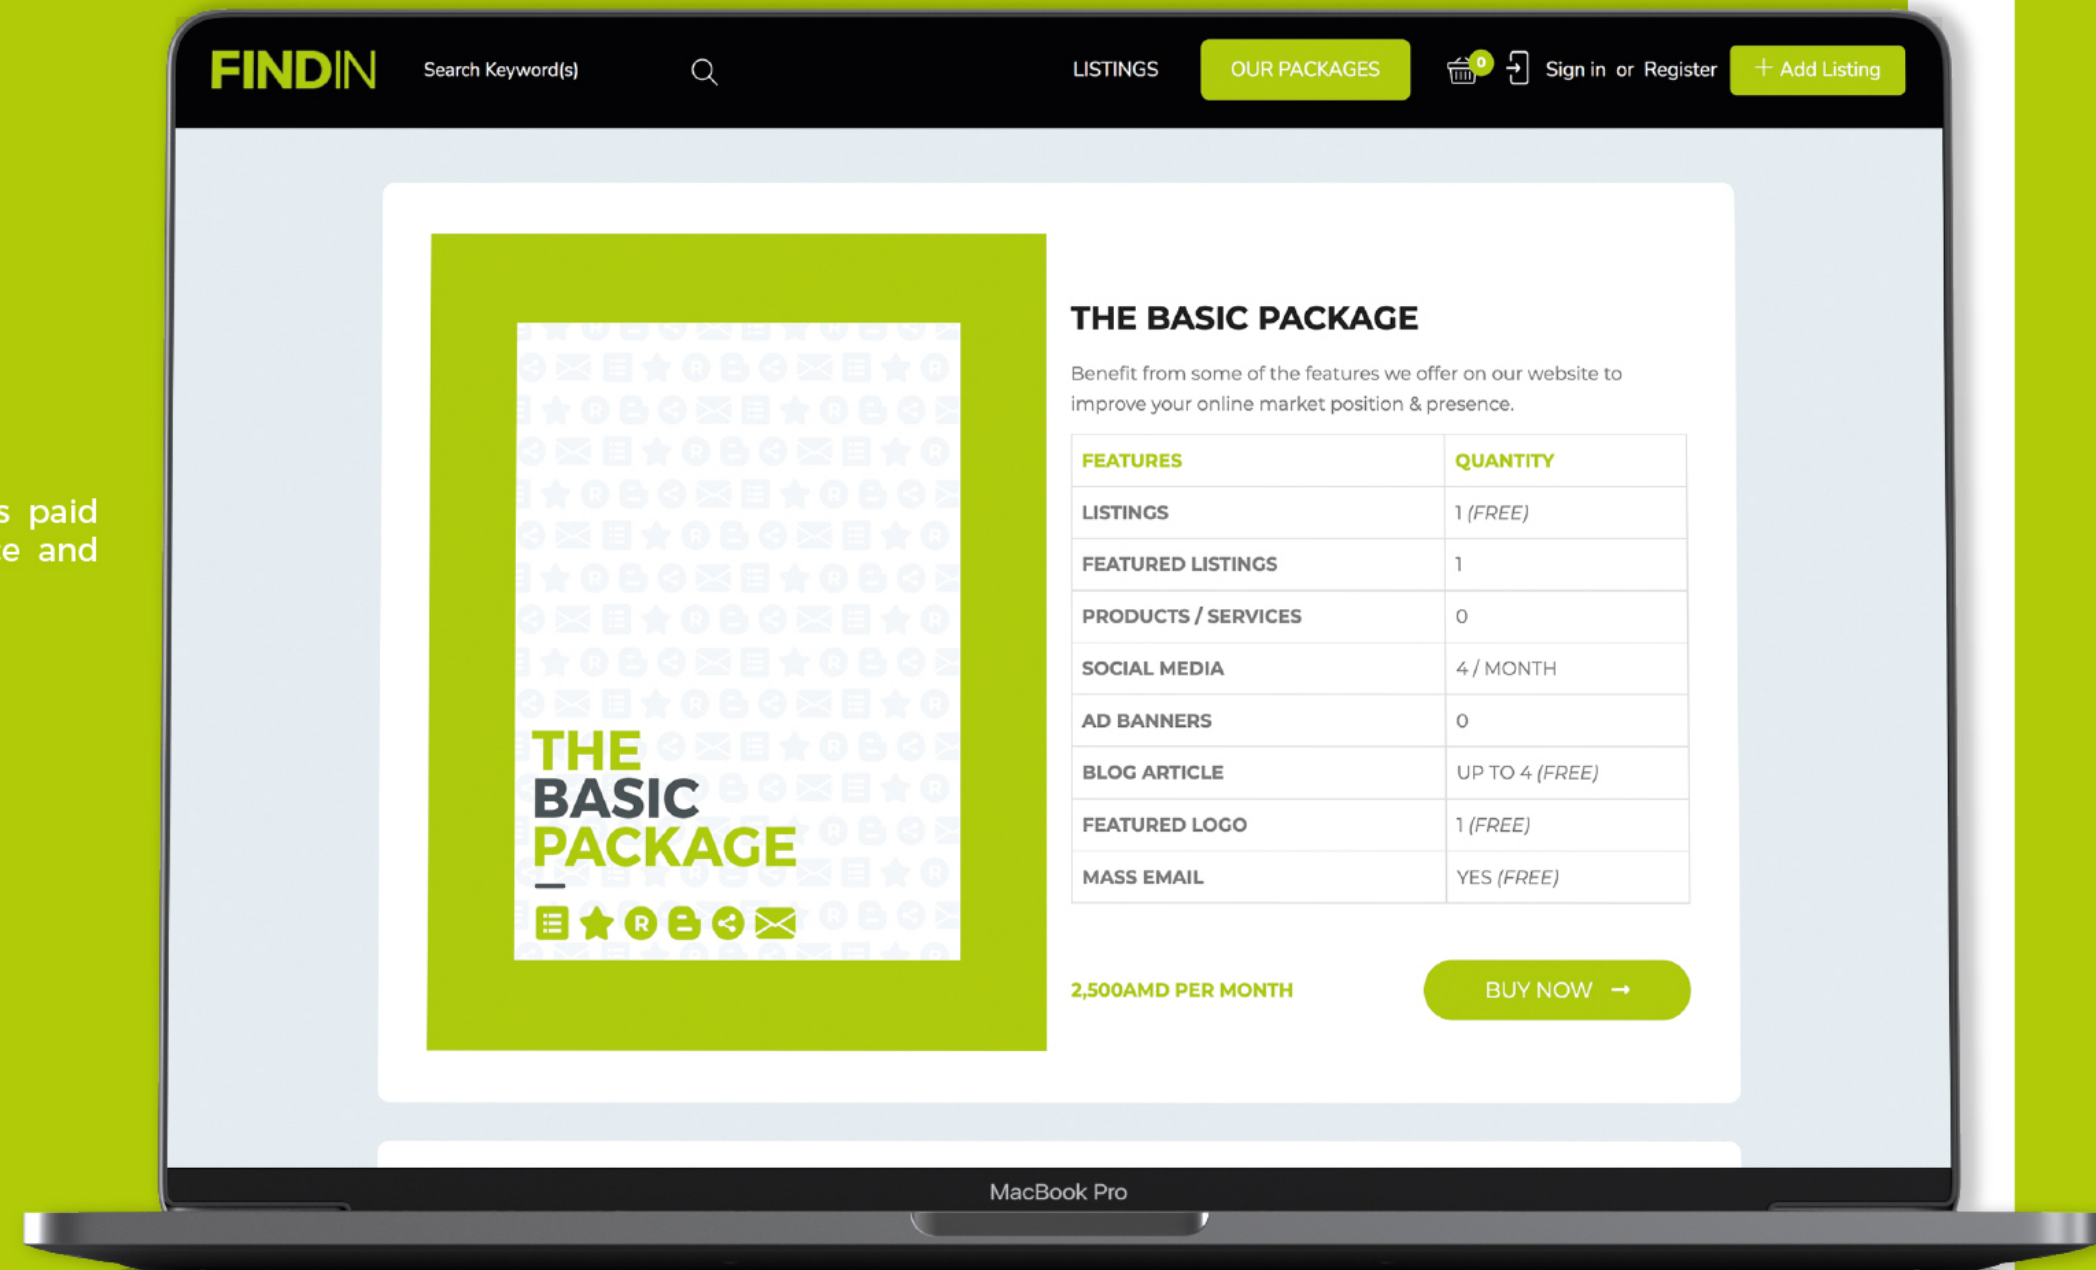 FINDIN Search Keyword(s) LISTINGS OUR PACKAGES 0 Sign in or Register + Add Listing
s paid
e and
THE
BASIC
PACKAGE
THE BASIC PACKAGE
Benefit from some of the features we offer on our website to
improve your online market position & presence.
FEATURES QUANTITY
LISTINGS 1 (FREE)
FEATURED LISTINGS 1
PRODUCTS / SERVICES 0
SOCIAL MEDIA 4 / MONTH
AD BANNERS 0
BLOG ARTICLE UP TO 4 (FREE)
FEATURED LOGO 1 (FREE)
MASS EMAIL YES (FREE)
2,500AMD PER MONTH BUY NOW →
MacBook Pro